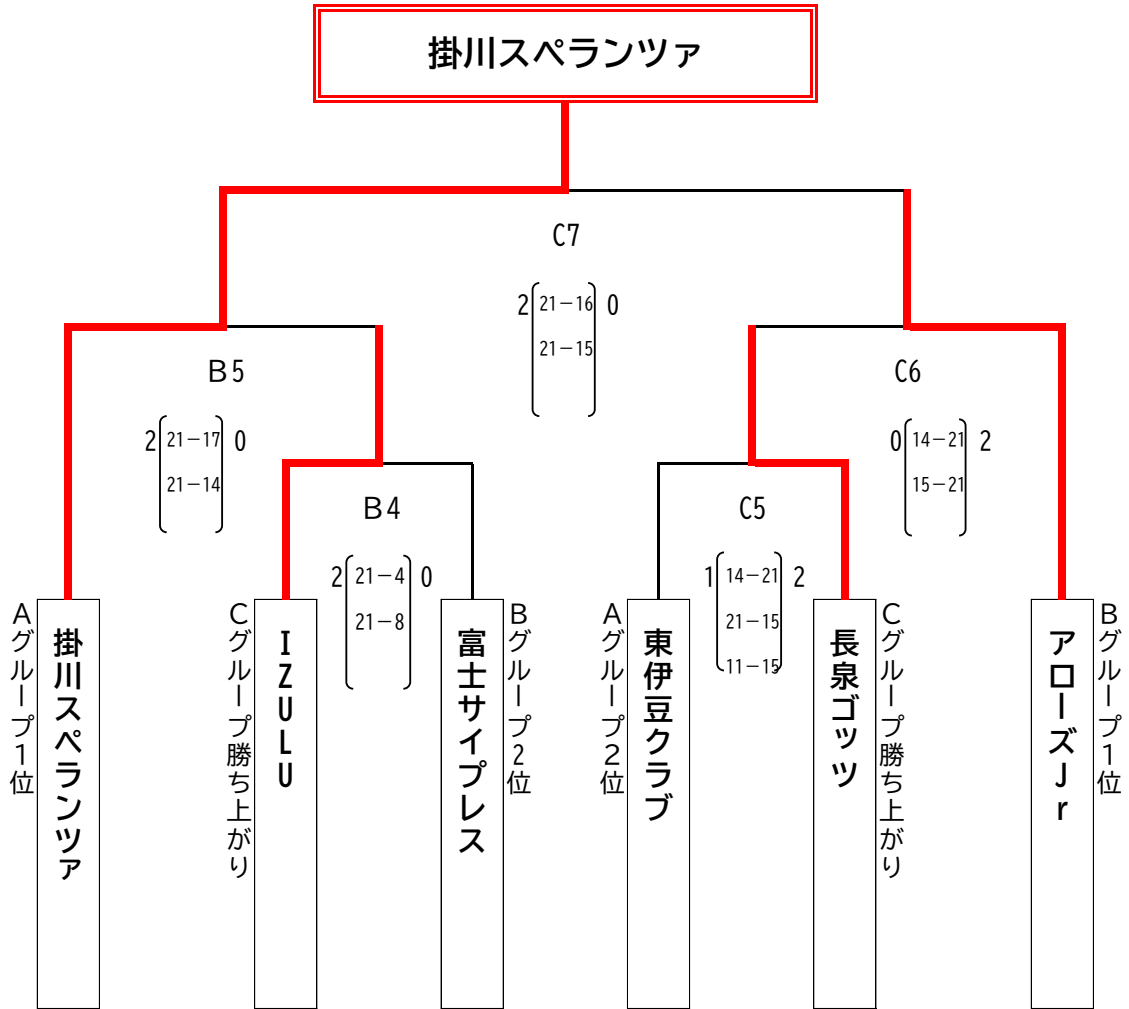 掛川スペランツァ
C7
2 21-16 0
21-15
B5
2 21-17 0
21-14
C6
0 14-21 2
15-21
B4
2 21-4 0
21-8
C5
1 14-21 2
21-15
11-15
Aグループ1位
掛川スペランツァ
Cグループ勝ち上がり
IZULU
富士サイプレス
Bグループ2位
Aグループ2位
東伊豆クラブ
長泉ゴッツ
Cグループ勝ち上がり
アローズJr
Bグループ1位